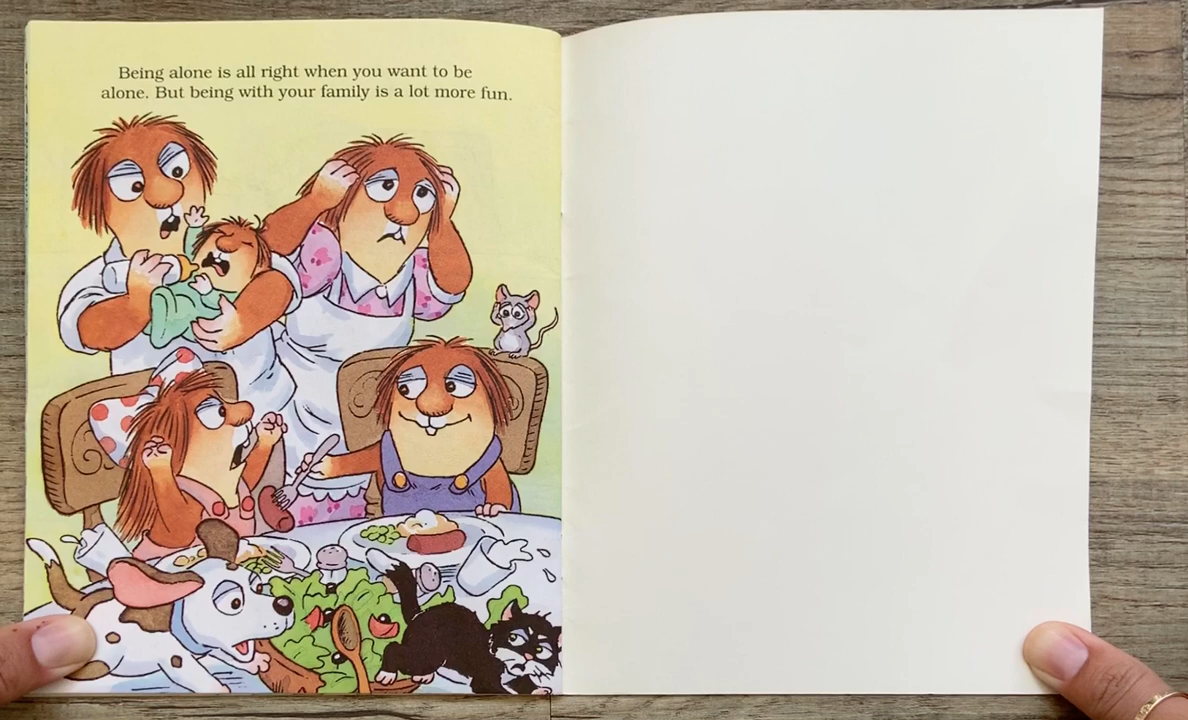 Being alone is all right when you want to be
alone. But being with your family is a lot more fun.